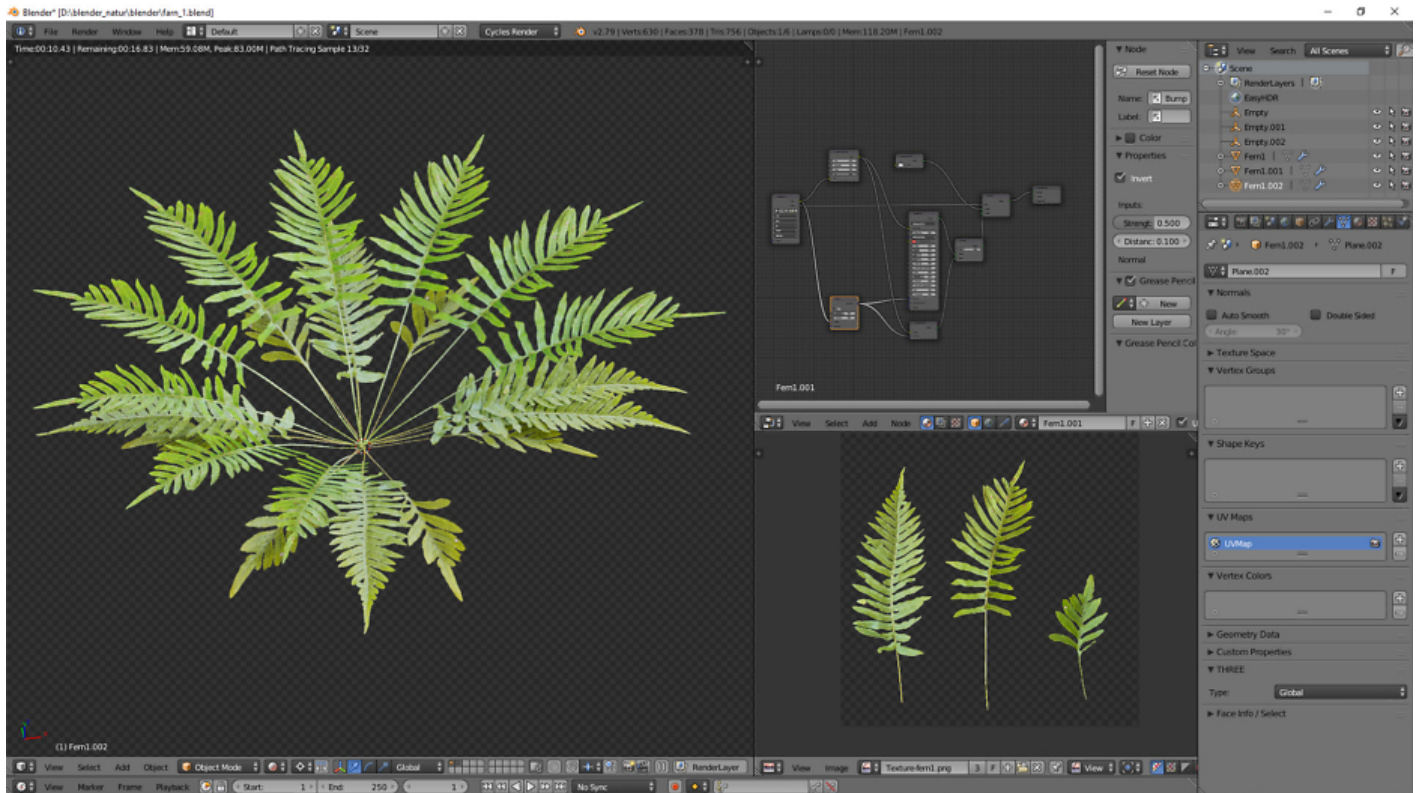 Blender* [D:\blender_natur\blender\farn_1.blend]
File Render Window Help Default Scene Cycles Render v2.79 | Verts:630 | Faces:378 | Tris:756 | Objects:1/6 | Lamps:0/0 | Mem:118.20M | Fern1.002
Time:00:10.43 | Remaining:00:16.83 | Mem:59.08M, Peak:83.00M | Path Tracing Sample 13/32
(1) Fern1.002
View Select Add Object Object Mode Global RenderLayer
View Marker Frame Playback Start: 1 End: 250 1 No Sync
Node
Reset Node
Name: Bump
Label:
Color
Properties
Invert
Inputs:
Strengt: 0.500
Distanc: 0.100
Normal
Grease Pencil
New
New Layer
Grease Pencil Col
Fern1.001
View Select Add Node Fern1.001 F
View Image Texture-fern1.png 3 F View
View Search All Scenes
Scene
RenderLayers
EasyHDR
Empty
Empty.001
Empty.002
Fern1
Fern1.001
Fern1.002
Fern1.002 Plane.002
Plane.002 F
Normals
Auto Smooth Double Sided
Angle: 30°
Texture Space
Vertex Groups
Shape Keys
UV Maps
UVMap
Vertex Colors
Geometry Data
Custom Properties
THREE
Type: Global
Face Info / Select